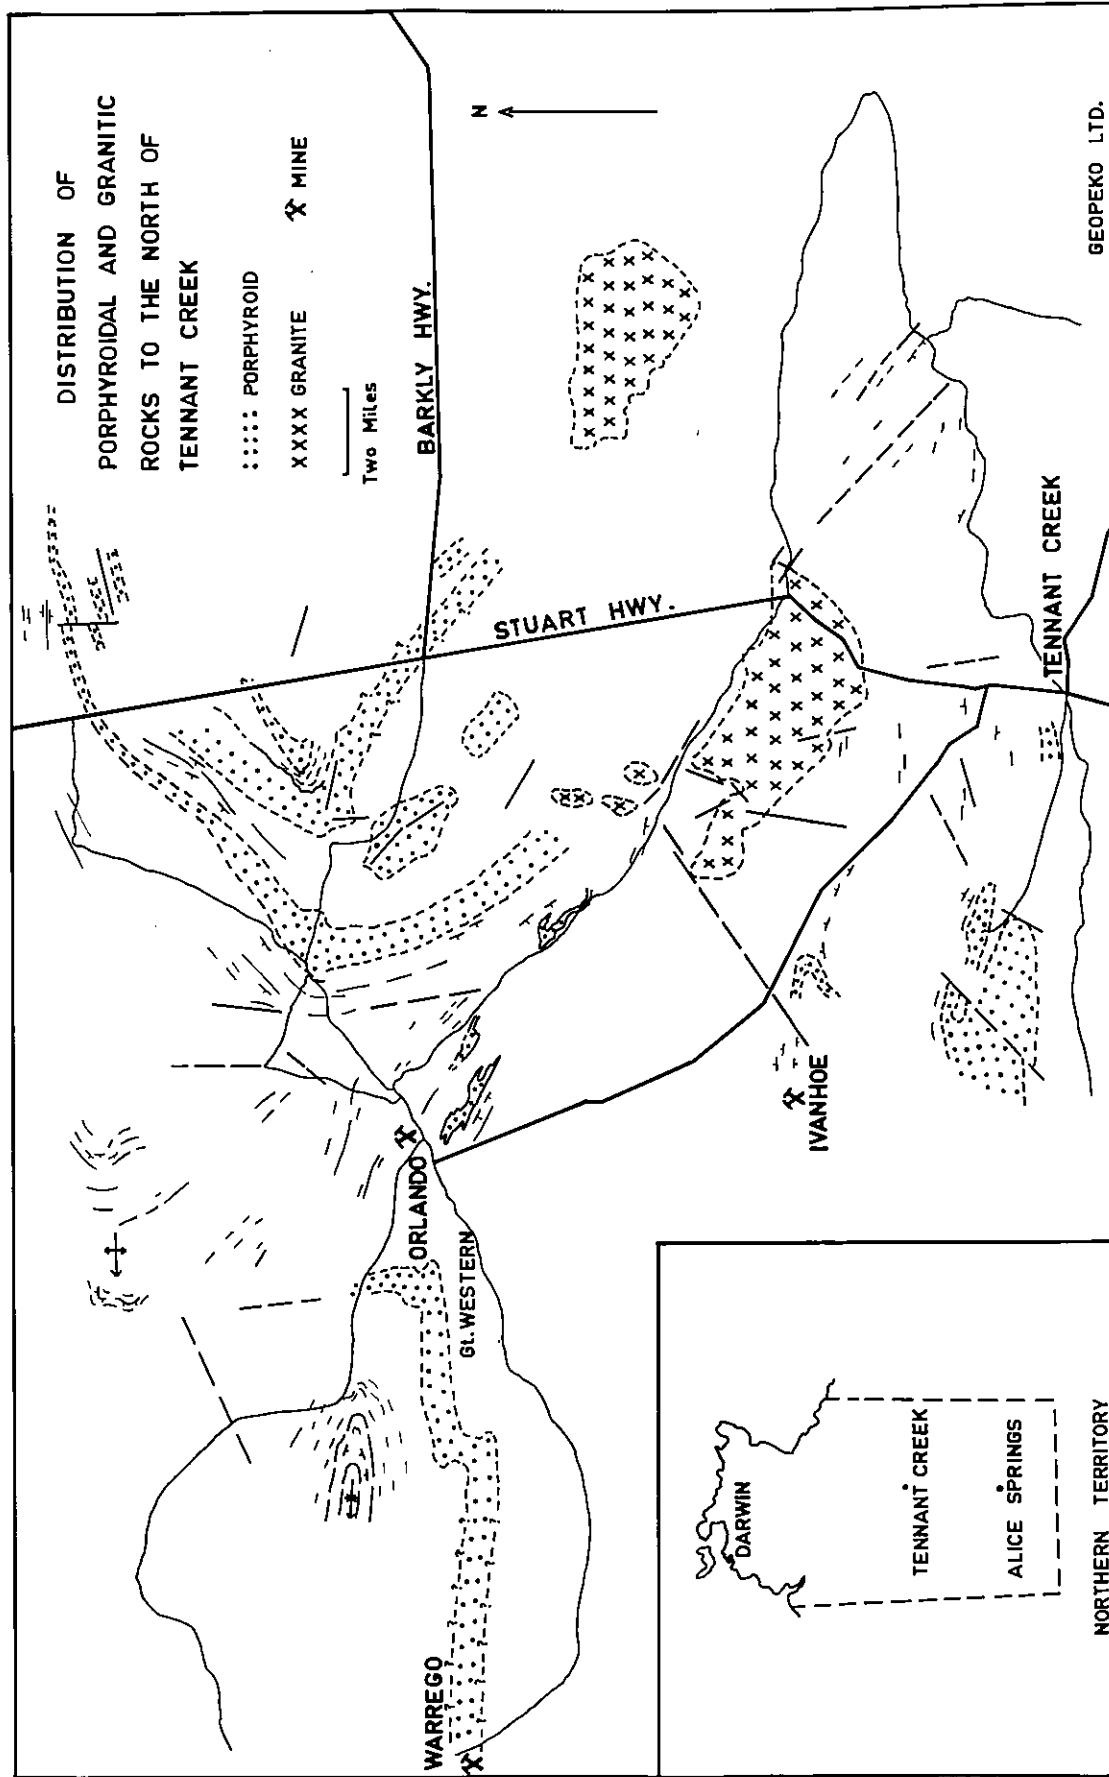 DISTRIBUTION OF
PORPHYROIDAL AND GRANITIC
ROCKS TO THE NORTH OF
TENNANT CREEK
PORPHYROID
XXXX GRANITE
MINE
Two Miles
BARKLY HWY.
N
STUART HWY.
ORLANDO
Gt. WESTERN
WARREGO
IVANHOE
TENNANT CREEK
DARWIN
TENNANT CREEK
ALICE SPRINGS
NORTHERN TERRITORY
GEOPEKO LTD.